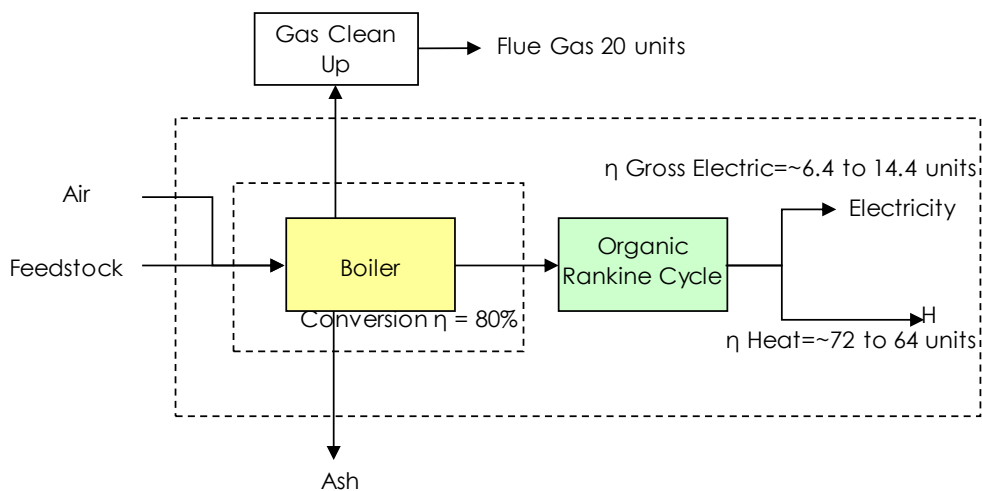 Gas Clean
Up
Flue Gas 20 units
η Gross Electric=~6.4 to 14.4 units
Air
Electricity
Feedstock
Boiler
Organic
Rankine Cycle
Conversion η = 80%
H
η Heat=~72 to 64 units
Ash